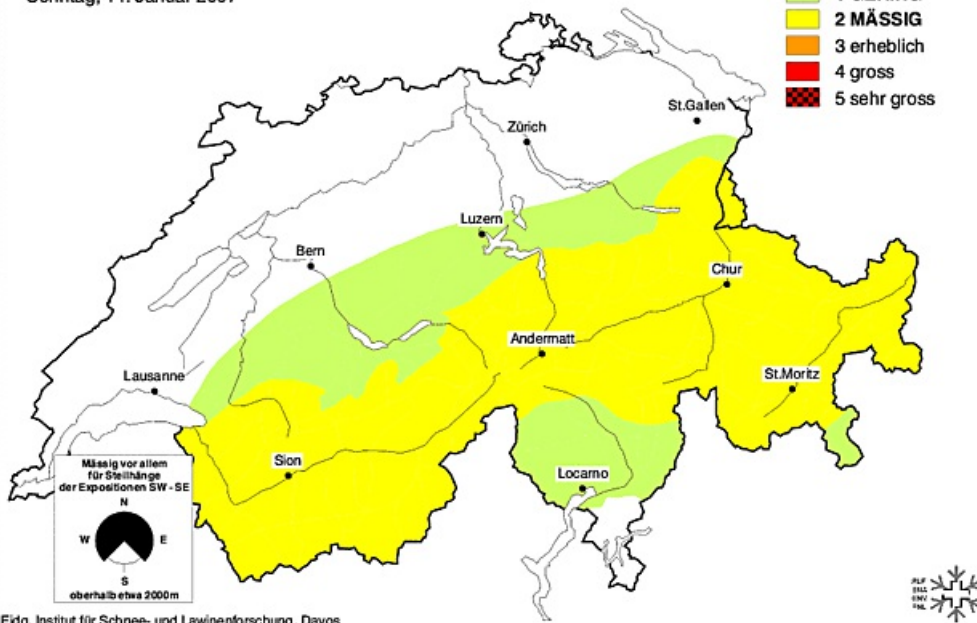 2 MÄSSIG
3 erheblich
4 gross
5 sehr gross
St.Gallen
Zürich
Luzern
Bern
Chur
Andermatt
Lausanne
St.Moritz
Sion
Locarno
Mässig vor allem
für Steilhänge
der Expositionen SW-SE
N
W E
S
oberhalb etwa 2000m
Eidg. Institut für Schnee- und Lawinenforschung, Davos
SLF